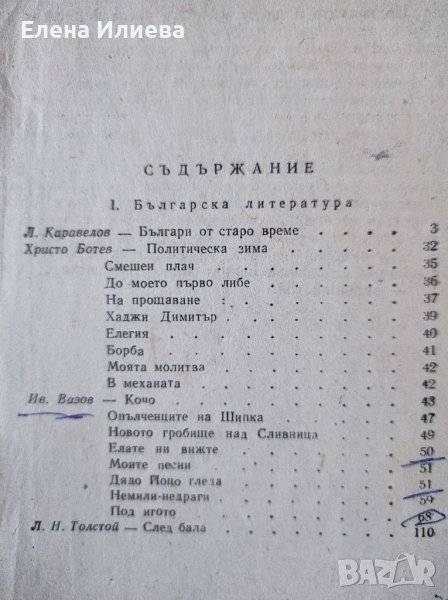 Елена Илиева
СЪДЪРЖАНИЕ
I. Българска литература
Л. Каравелов — Българи от старо време . . . . 3
Христо Ботев — Политическа зима . . . . . . 32
Смешен плач . . . . . . . 35
До моето първо либе . . . . . 36
На прощаване . . . . . . . 37
Хаджи Димитър . . . . . . . 39
Елегия . . . . . . . . . 40
Борба . . . . . . . . . 41
Моята молитва . . . . . . . 42
В механата . . . . . . . . 42
Ив. Вазов — Кочо . . . . . . . . . 43
Опълченците на Шипка . . . . . 47
Новото гробище над Сливница . . . 49
Елате ни вижте . . . . . . . 50
Моите песни . . . . . . . 51
Дядо Йоцо гледа . . . . . . . 51
Немили-недраги . . . . . . . 59
Под игото . . . . . . . . 68
Л. Н. Толстой — След бала . . . . . . . 110
BAZAR.bg